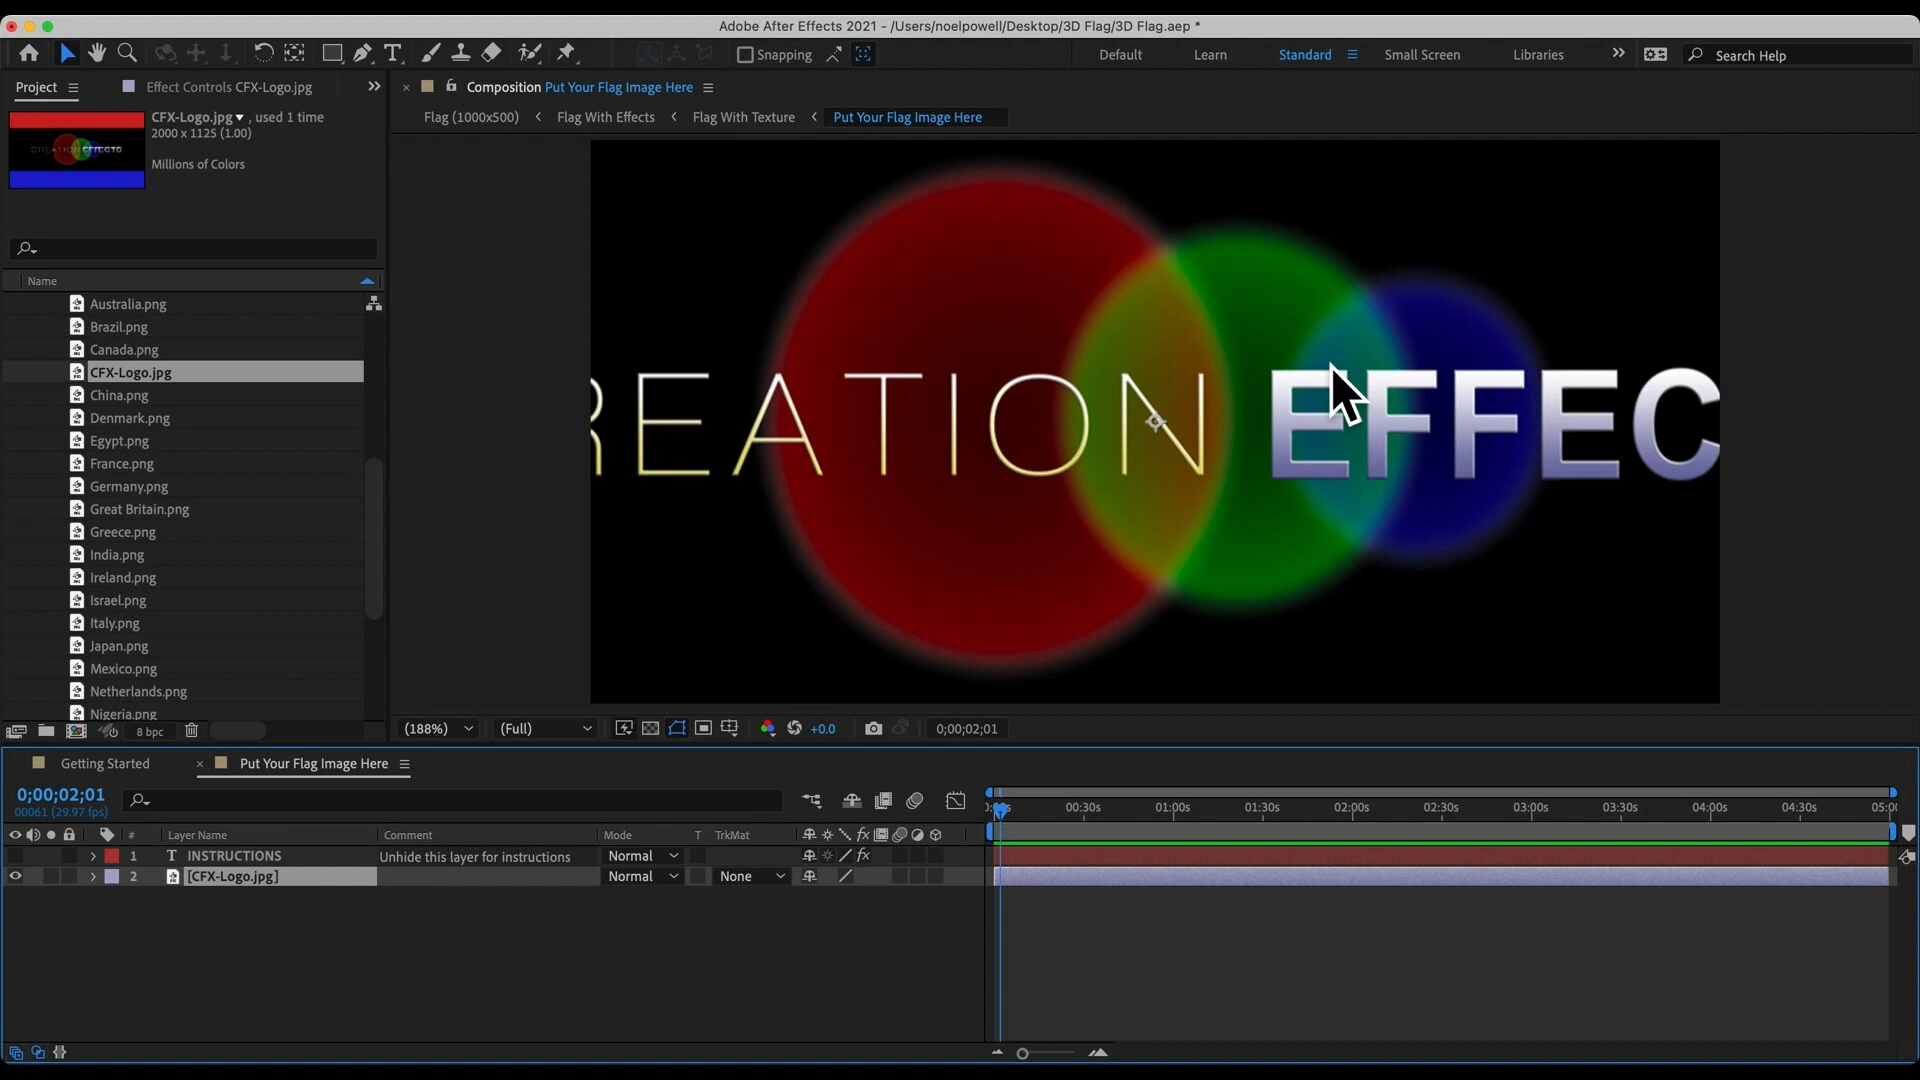 Adobe After Effects 2021 - /Users/noelpowell/Desktop/3D Flag/3D Flag.aep *
Snapping
Default
Learn
Standard
Small Screen
Libraries
Search Help
Project
Effect Controls CFX-Logo.jpg
Composition Put Your Flag Image Here
CFX-Logo.jpg , used 1 time
2000 x 1125 (1.00)
Millions of Colors
CREATION EFFECTS
Flag (1000x500)
Flag With Effects
Flag With Texture
Put Your Flag Image Here
Name
Australia.png
Brazil.png
Canada.png
CFX-Logo.jpg
China.png
Denmark.png
Egypt.png
France.png
Germany.png
Great Britain.png
Greece.png
India.png
Ireland.png
Israel.png
Italy.png
Japan.png
Mexico.png
Netherlands.png
Nigeria.png
8 bpc
REATION EFFEC
(188%)
(Full)
+0.0
0;00;02;01
Getting Started
Put Your Flag Image Here
0;00;02;01
00061 (29.97 fps)
00:30s 01:00s 01:30s 02:00s 02:30s 03:00s 03:30s 04:00s 04:30s 05:00
# Layer Name Comment Mode T TrkMat fx
1 T INSTRUCTIONS Unhide this layer for instructions Normal fx
2 [CFX-Logo.jpg] Normal None